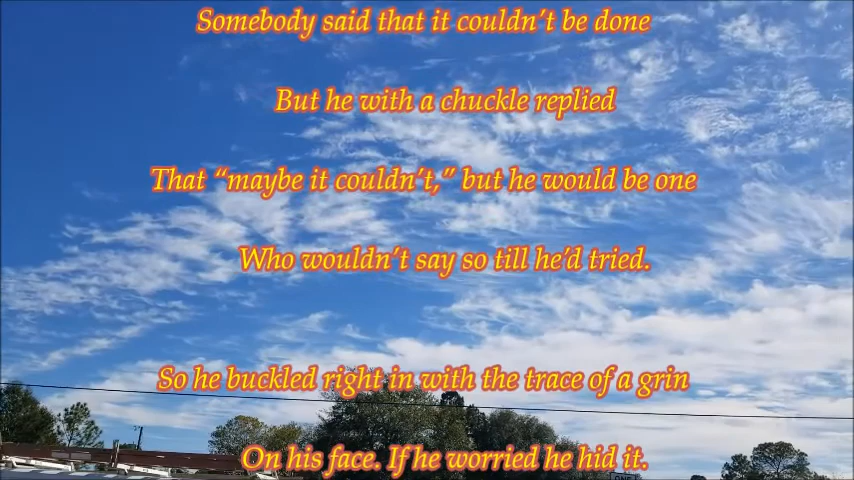 Somebody said that it couldn’t be done
But he with a chuckle replied
That “maybe it couldn’t,” but he would be one
Who wouldn’t say so till he’d tried.
So he buckled right in with the trace of a grin
On his face. If he worried he hid it.